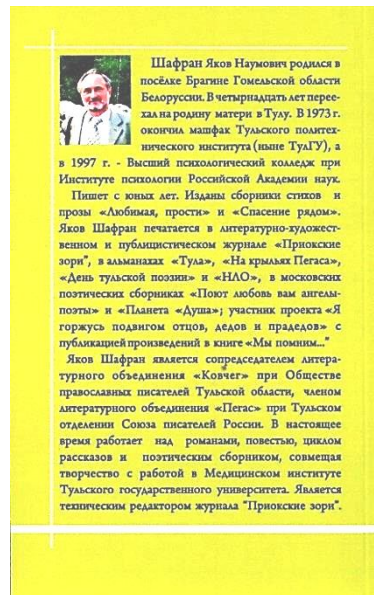 Шафран Яков Наумович родился в
посёлке Брагине Гомельской области
Белоруссии. В четырнадцать лет перее-
хал на родину матери в Тулу. В 1973 г.
окончил машфак Тульского политех-
нического института (ныне ТулГУ), а
в 1997 г. - Высший психологический колледж при
Институте психологии Российской Академии наук.
Пишет с юных лет. Изданы сборники стихов и
прозы «Любимая, прости» и «Спасение рядом».
Яков Шафран печатается в литературно-художест-
венном и публицистическом журнале «Приокские
зори", в альманахах «Тула», «На крыльях Пегаса»,
«День тульской поэзии» и «НЛО», в московских
поэтических сборниках «Поют любовь вам ангелы-
поэты» и «Планета «Душа»; участник проекта «Я
горжусь подвигом отцов, дедов и прадедов» с
публикацией произведений в книге «Мы помним..."
Яков Шафран является сопредседателем литера-
турного объединения «Ковчег» при Обществе
православных писателей Тульской области, членом
литературного объединения «Пегас» при Тульском
отделении Союза писателей России. В настоящее
время работает над романами, повестью, циклом
рассказов и поэтическим сборником, совмещая
творчество с работой в Медицинском институте
Тульского государственного университета. Является
техническим редактором журнала "Приокские зори".